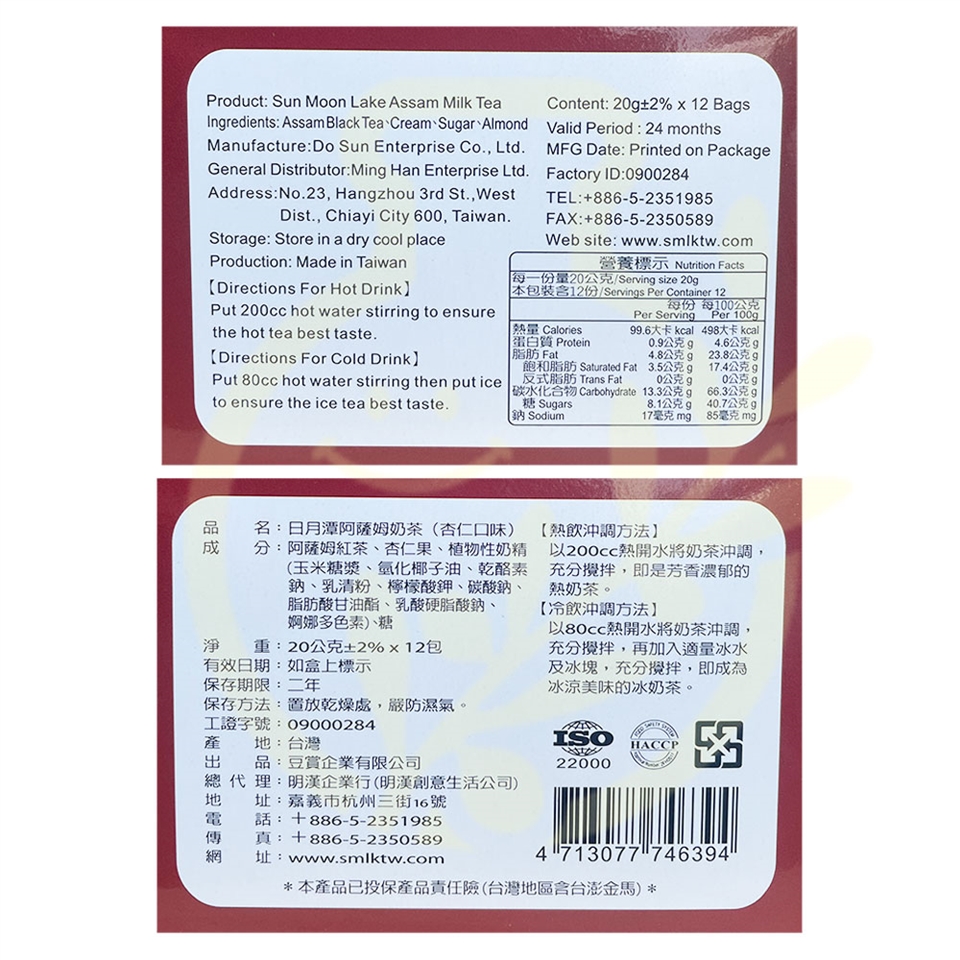 Product: Sun Moon Lake Assam Milk Tea
Ingredients: Assam Black Tea、Cream、Sugar、Almond
Manufacture:Do Sun Enterprise Co., Ltd.
General Distributor:Ming Han Enterprise Ltd.
Address:No.23, Hangzhou 3rd St.,West
Dist., Chiayi City 600, Taiwan.
Storage: Store in a dry cool place
Production: Made in Taiwan
【Directions For Hot Drink】
Put 200cc hot water stirring to ensure
the hot tea best taste.
【Directions For Cold Drink】
Put 80cc hot water stirring then put ice
to ensure the ice tea best taste.
Content: 20g±2% x 12 Bags
Valid Period : 24 months
MFG Date: Printed on Package
Factory ID:0900284
TEL:+886-5-2351985
FAX:+886-5-2350589
Web site: www.smlktw.com
營養標示 Nutrition Facts
每一份量20公克/Serving size 20g
本包裝含12份/Servings Per Container 12
每份 每100公克
Per Serving Per 100g
熱量 Calories 99.6大卡 kcal 498大卡 kcal
蛋白質 Protein 0.9公克 g 4.6公克 g
脂肪 Fat 4.8公克 g 23.8公克 g
飽和脂肪 Saturated Fat 3.5公克 g 17.4公克 g
反式脂肪 Trans Fat 0公克 g 0公克 g
碳水化合物 Carbohydrate 13.3公克 g 66.3公克 g
糖 Sugars 8.1公克 g 40.7公克 g
鈉 Sodium 17毫克 mg 85毫克 mg
品名：日月潭阿薩姆奶茶（杏仁口味）
成分：阿薩姆紅茶、杏仁果、植物性奶精
(玉米糖漿、氫化椰子油、乾酪素
鈉、乳清粉、檸檬酸鉀、碳酸鈉、
脂肪酸甘油酯、乳酸硬脂酸鈉、
婀娜多色素)、糖
淨重：20公克±2% x 12包
有效日期：如盒上標示
保存期限：二年
保存方法：置放乾燥處，嚴防濕氣。
工證字號：09000284
產地：台灣
出品：豆賞企業有限公司
總代理：明漢企業行(明漢創意生活公司)
地址：嘉義市杭州三街16號
電話：＋886-5-2351985
傳真：＋886-5-2350589
網址：www.smlktw.com
【熱飲沖調方法】
以200cc熱開水將奶茶沖調，
充分攪拌，即是芳香濃郁的
熱奶茶。
【冷飲沖調方法】
以80cc熱開水將奶茶沖調，
充分攪拌，再加入適量冰水
及冰塊，充分攪拌，即成為
冰涼美味的冰奶茶。
ISO
22000
HACCP
4 713077 746394
＊本產品已投保產品責任險(台灣地區含台澎金馬)＊